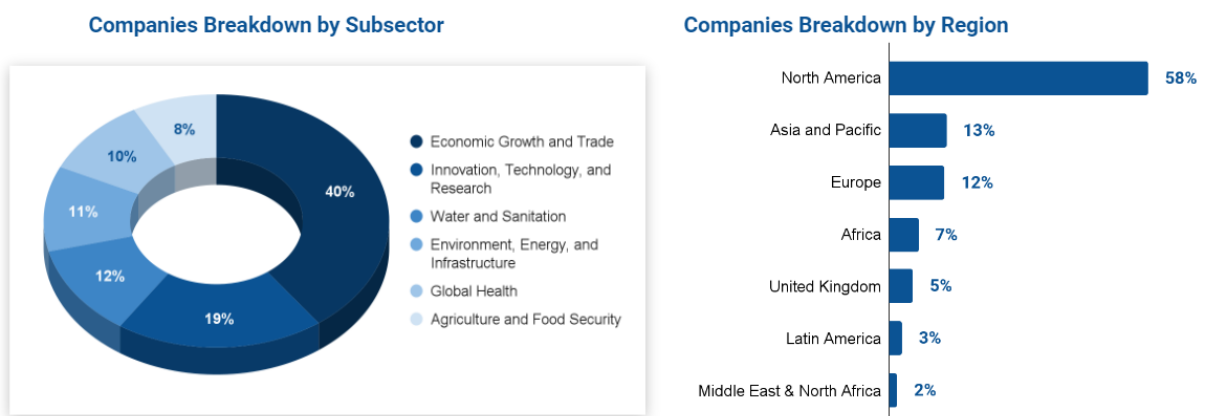 Companies Breakdown by Subsector
8%
10%
11%
12%
19%
40%
Economic Growth and Trade
Innovation, Technology, and
Research
Water and Sanitation
Environment, Energy, and
Infrastructure
Global Health
Agriculture and Food Security
Companies Breakdown by Region
North America 58%
Asia and Pacific 13%
Europe 12%
Africa 7%
United Kingdom 5%
Latin America 3%
Middle East & North Africa 2%